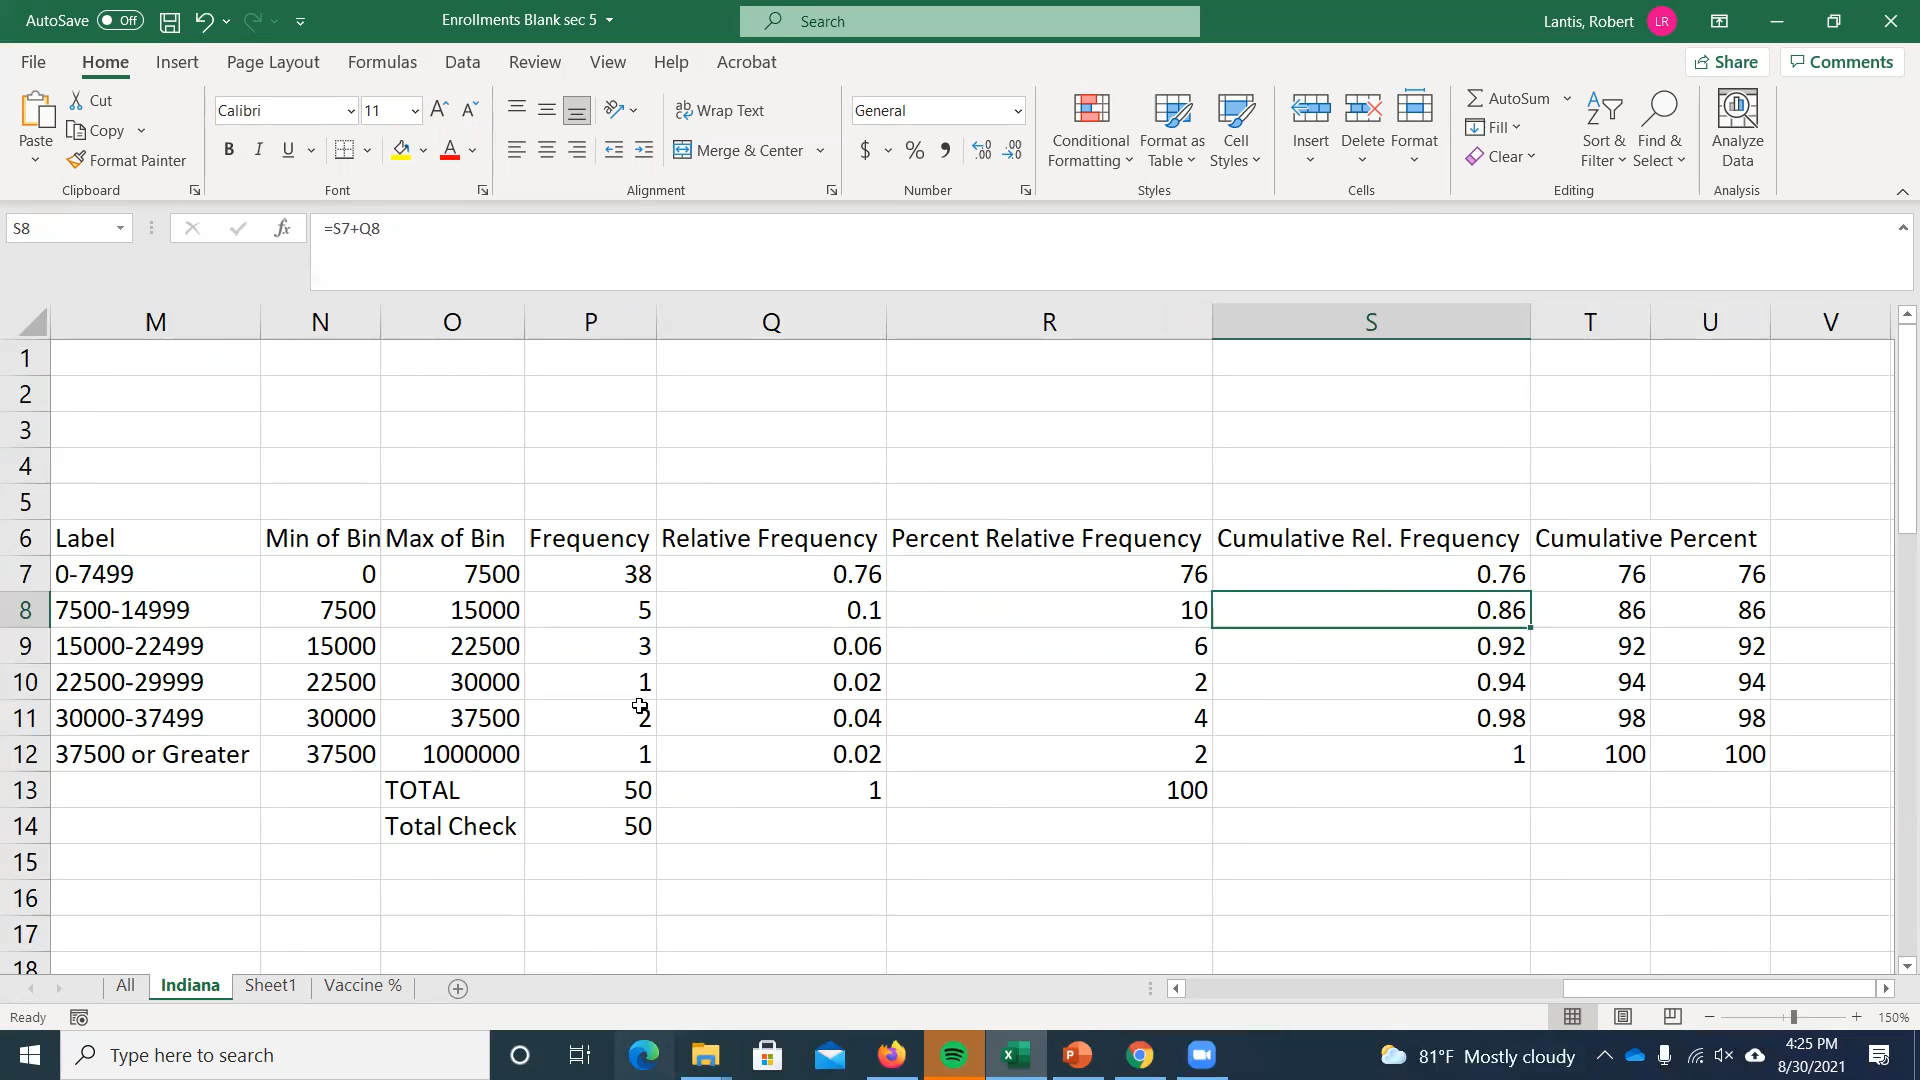 AutoSave Off Enrollments Blank sec 5 Search Lantis, Robert LR
File Home Insert Page Layout Formulas Data Review View Help Acrobat Share Comments
Paste Cut Copy Format Painter Clipboard
Calibri 11 A A B I U A Font
ab Wrap Text Merge & Center Alignment
General $ % , Number
Conditional Formatting Format as Table Cell Styles Styles
Insert Delete Format Cells
AutoSum Fill Clear Sort & Filter Find & Select Editing
Analyze Data Analysis
S8 fx =S7+Q8
M N O P Q R S T U V
1
2
3
4
5
6 Label Min of Bin Max of Bin Frequency Relative Frequency Percent Relative Frequency Cumulative Rel. Frequency Cumulative Percent
7 0-7499 0 7500 38 0.76 76 0.76 76 76
8 7500-14999 7500 15000 5 0.1 10 0.86 86 86
9 15000-22499 15000 22500 3 0.06 6 0.92 92 92
10 22500-29999 22500 30000 1 0.02 2 0.94 94 94
11 30000-37499 30000 37500 2 0.04 4 0.98 98 98
12 37500 or Greater 37500 1000000 1 0.02 2 1 100 100
13 TOTAL 50 1 100
14 Total Check 50
15
16
17
18
All Indiana Sheet1 Vaccine %
Ready 150%
Type here to search 81°F Mostly cloudy 4:25 PM
8/30/2021